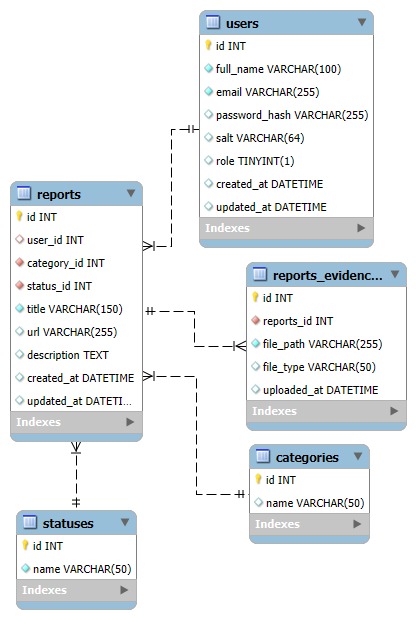 users
id INT
full_name VARCHAR(100)
email VARCHAR(255)
password_hash VARCHAR(255)
salt VARCHAR(64)
role TINYINT(1)
created_at DATETIME
updated_at DATETIME
Indexes
reports
id INT
user_id INT
category_id INT
status_id INT
title VARCHAR(150)
url VARCHAR(255)
description TEXT
created_at DATETIME
updated_at DATETI...
Indexes
reports_evidenc...
id INT
reports_id INT
file_path VARCHAR(255)
file_type VARCHAR(50)
uploaded_at DATETIME
Indexes
categories
id INT
name VARCHAR(50)
Indexes
statuses
id INT
name VARCHAR(50)
Indexes